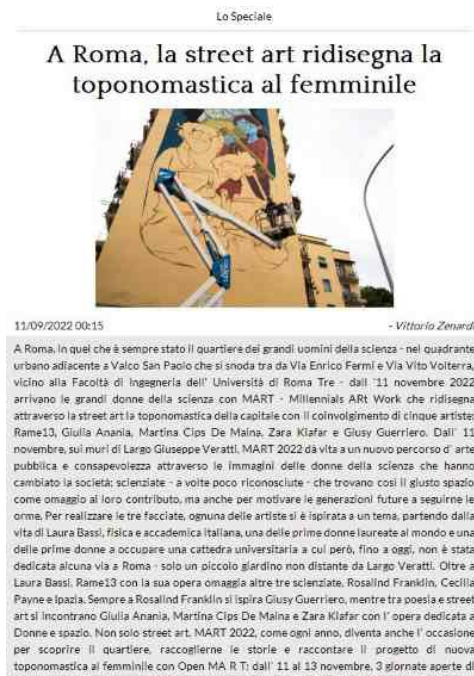 Lo Speciale
A Roma, la street art ridisegna la
toponomastica al femminile
11/09/2022 00:15
- Vittorio Zenardi
A Roma, in quel che è sempre stato il quartiere dei grandi uomini della scienza - nel quadrante
urbano adiacente a Valco San Paolo che si snoda tra da Via Enrico Fermi e Via Vito Volterra,
vicino alla Facoltà di Ingegneria dell' Università di Roma Tre - dall '11 novembre 2022
arrivano le grandi donne della scienza con MART - Millennials ARt Work che ridisegna
attraverso la street art la toponomastica della capitale con il coinvolgimento di cinque artiste:
Rame13, Giulia Anania, Martina Cips De Maina, Zara Kiafar e Giusy Guerriero. Dall' 11
novembre, sui muri di Largo Giuseppe Veratti, MART 2022 dà vita a un nuovo percorso d' arte
pubblica e consapevolezza attraverso le immagini delle donne della scienza che hanno
cambiato la società; scienziate - a volte poco riconosciute - che trovano così il giusto spazio
come omaggio al loro contributo, ma anche per motivare le generazioni future a seguirne le
orme. Per realizzare le tre facciate, ognuna delle artiste si è ispirata a un tema, partendo dalla
vita di Laura Bassi, fisica e accademica italiana, una delle prime donne laureate al mondo e una
delle prime donne a occupare una cattedra universitaria a cui però, fino a oggi, non è stata
dedicata alcuna via a Roma - solo un piccolo giardino non distante da Largo Veratti. Oltre a
Laura Bassi, Rame13 con la sua opera omaggia altre tre scienziate, Rosalind Franklin, Cecilia
Payne e Ipazia. Sempre a Rosalind Franklin si ispira Giusy Guerriero, mentre tra poesia e street
art si incontrano Giulia Anania, Martina Cips De Maina e Zara Kiafar con l' opera dedicata a
Donne e spazio. Non solo street art. MART 2022, come ogni anno, diventa anche l' occasione
per scoprire il quartiere, raccoglierne le storie e raccontare il progetto di nuova
toponomastica al femminile con Open MA R T: dall' 11 al 13 novembre, 3 giornate aperte di